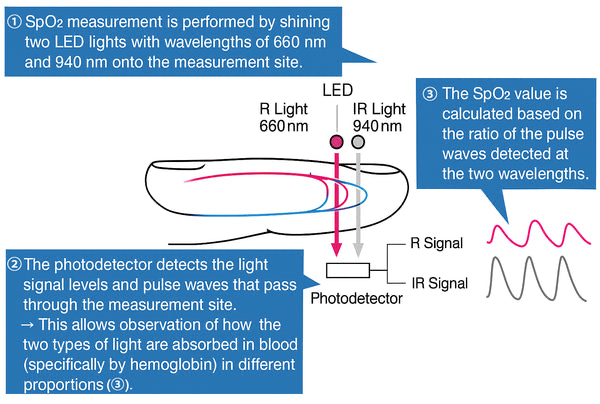 ① SpO₂ measurement is performed by shining
two LED lights with wavelengths of 660 nm
and 940 nm onto the measurement site.
LED
R Light
660 nm
IR Light
940 nm
③ The SpO₂ value is
calculated based on
the ratio of the pulse
waves detected at
the two wavelengths.
② The photodetector detects the light
signal levels and pulse waves that pass
through the measurement site.
→ This allows observation of how the
two types of light are absorbed in blood
(specifically by hemoglobin) in different
proportions (③).
R Signal
IR Signal
Photodetector